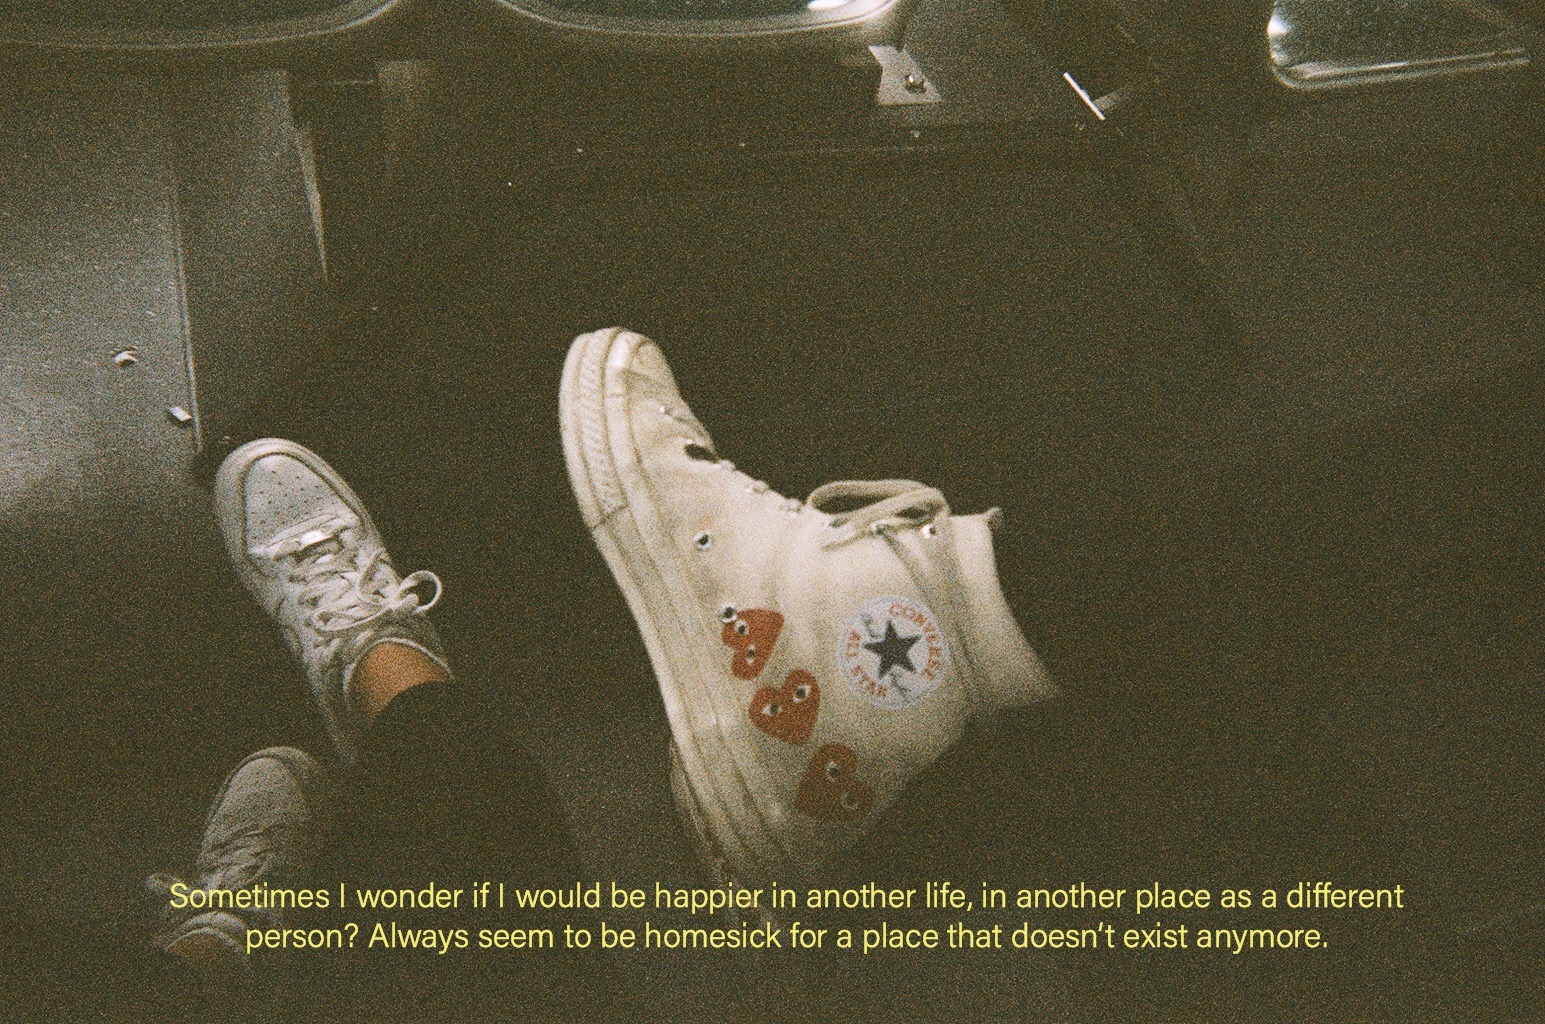 CONVERSE
ALL STAR
Sometimes I wonder if I would be happier in another life, in another place as a different
person? Always seem to be homesick for a place that doesn't exist anymore.